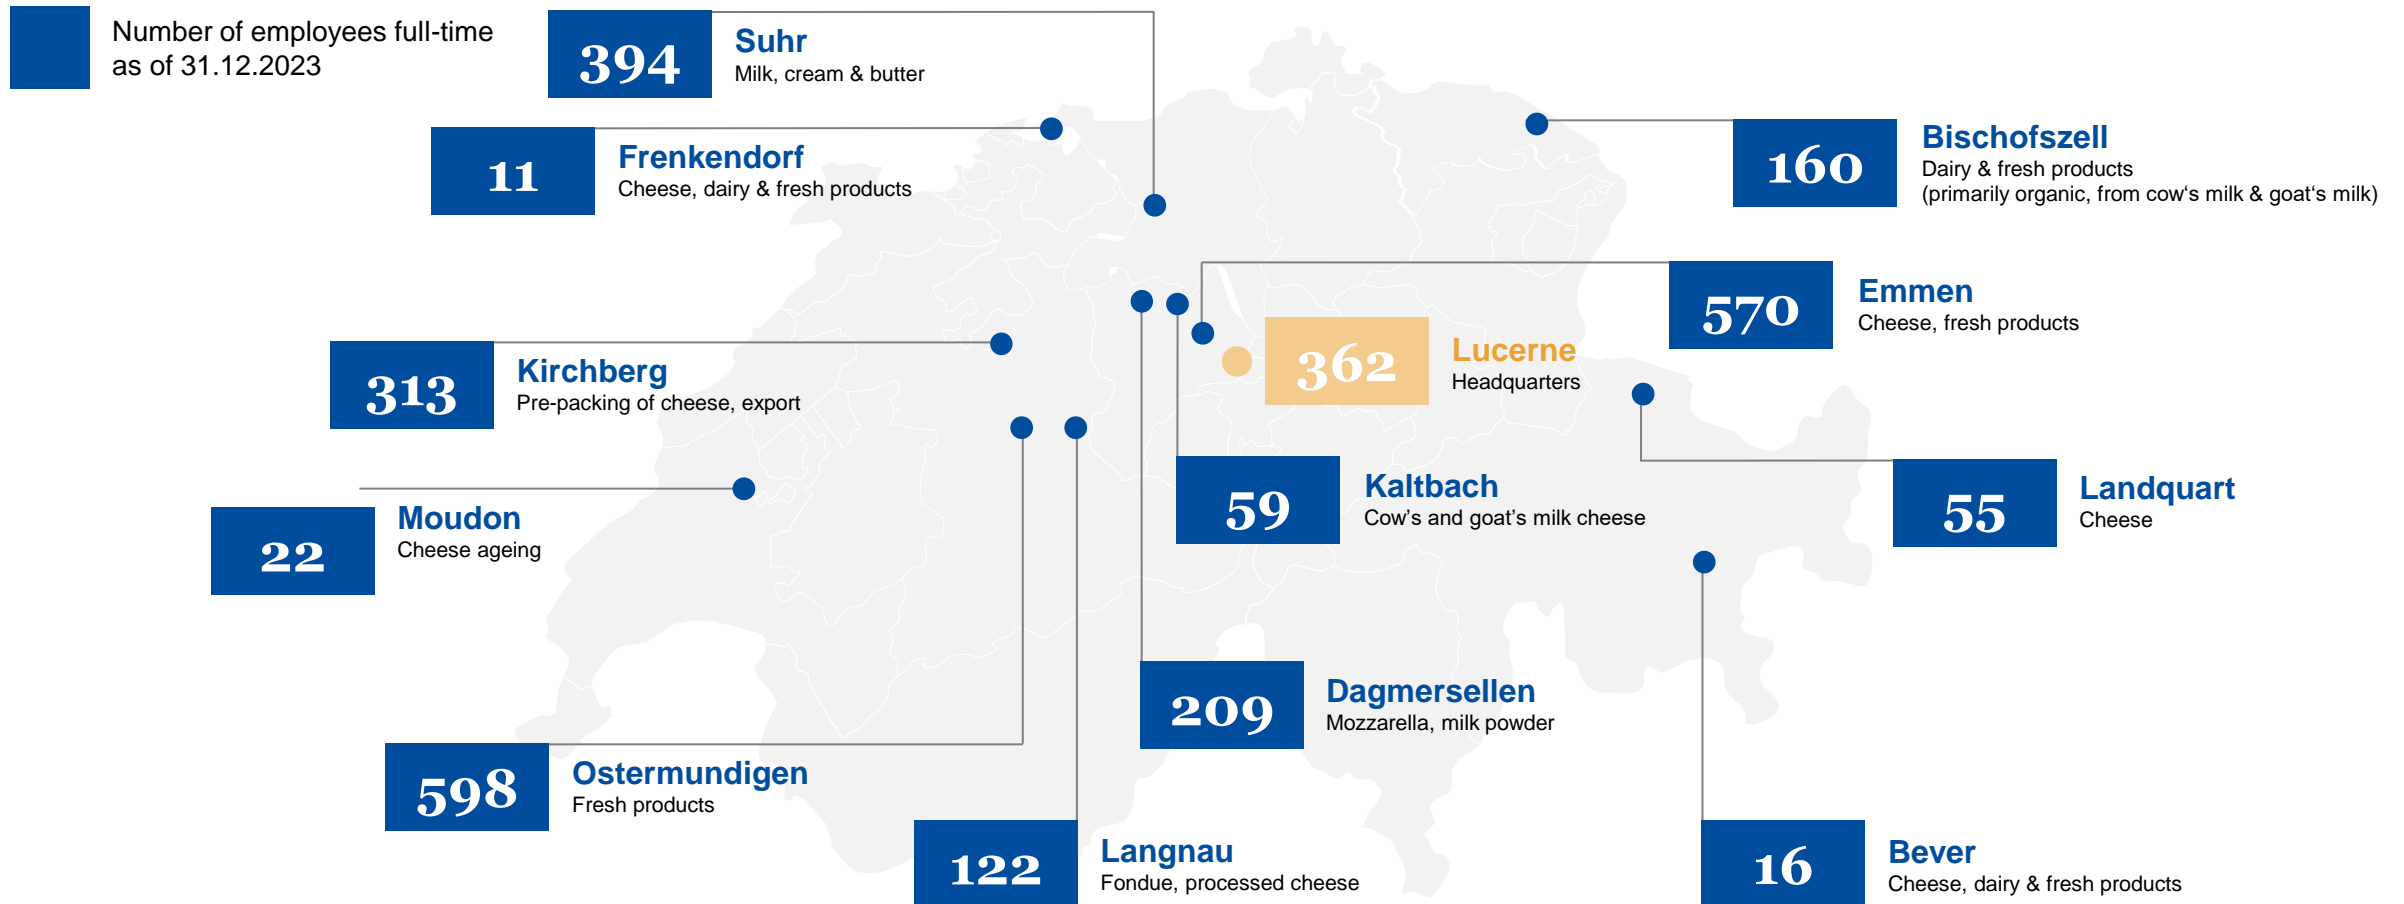 Number of employees full-time
as of 31.12.2023
394
Suhr
Milk, cream & butter
11
Frenkendorf
Cheese, dairy & fresh products
160
Bischofszell
Dairy & fresh products
(primarily organic, from cow‘s milk & goat‘s milk)
570
Emmen
Cheese, fresh products
362
Lucerne
Headquarters
313
Kirchberg
Pre-packing of cheese, export
59
Kaltbach
Cow’s and goat’s milk cheese
55
Landquart
Cheese
22
Moudon
Cheese ageing
209
Dagmersellen
Mozzarella, milk powder
598
Ostermundigen
Fresh products
122
Langnau
Fondue, processed cheese
16
Bever
Cheese, dairy & fresh products